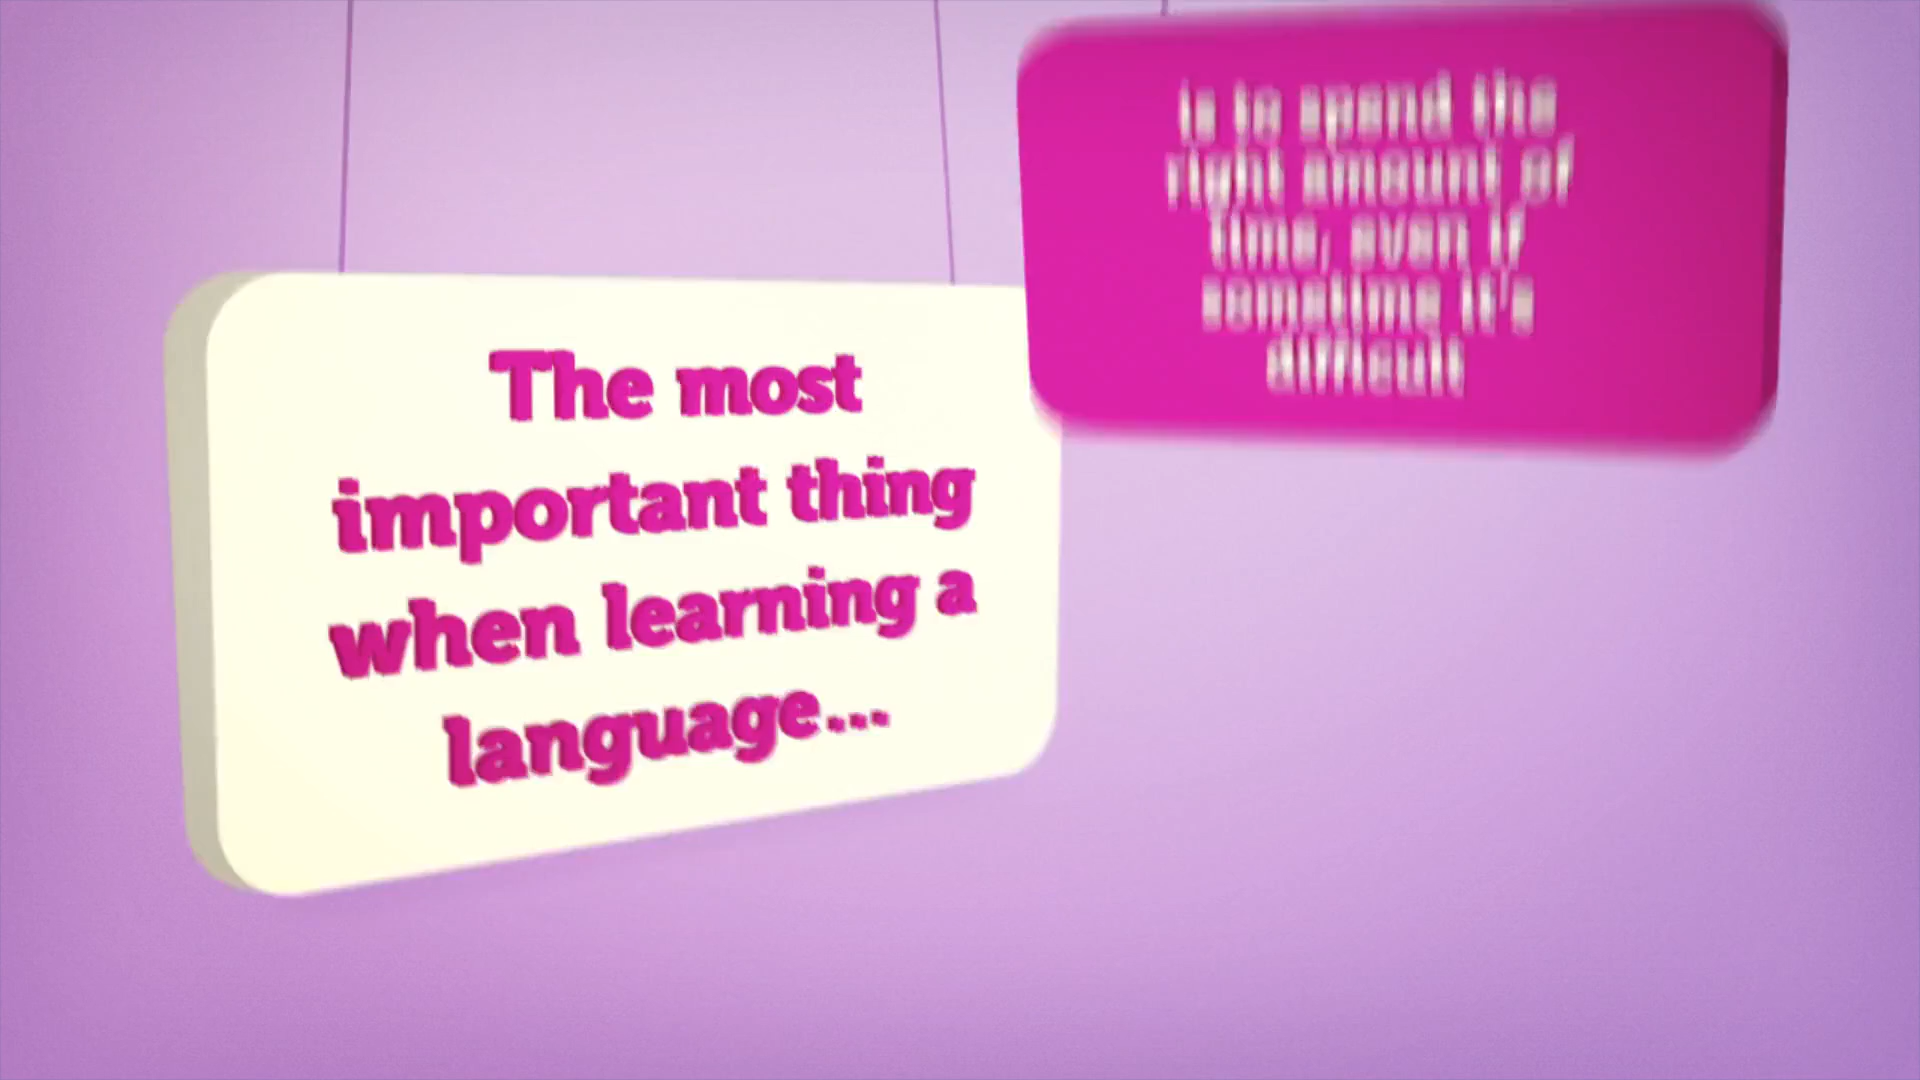 The most
important thing
when learning a
language...
is to spend the
right amount of
time, even if
sometime it's
difficult